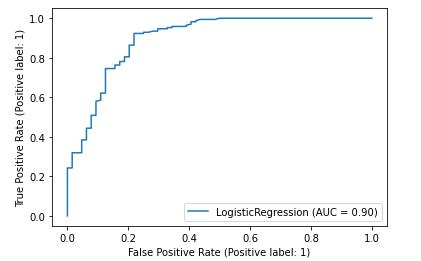 1.0
0.8
0.6
0.4
0.2
0.0
True Positive Rate (Positive label: 1)
LogisticRegression (AUC = 0.90)
0.0 0.2 0.4 0.6 0.8 1.0
False Positive Rate (Positive label: 1)